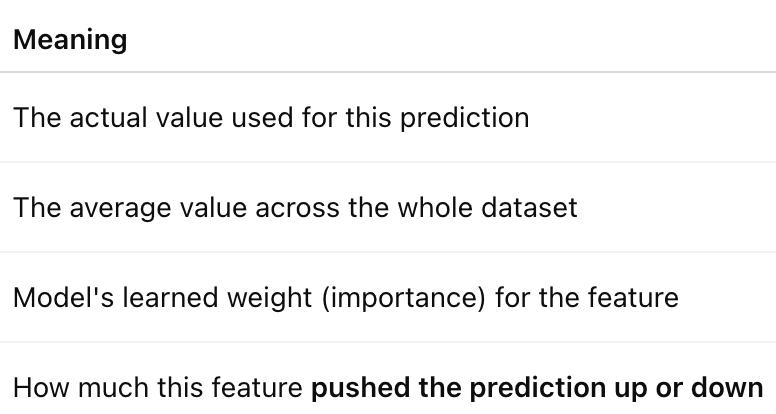 Meaning
The actual value used for this prediction
The average value across the whole dataset
Model's learned weight (importance) for the feature
How much this feature pushed the prediction up or down